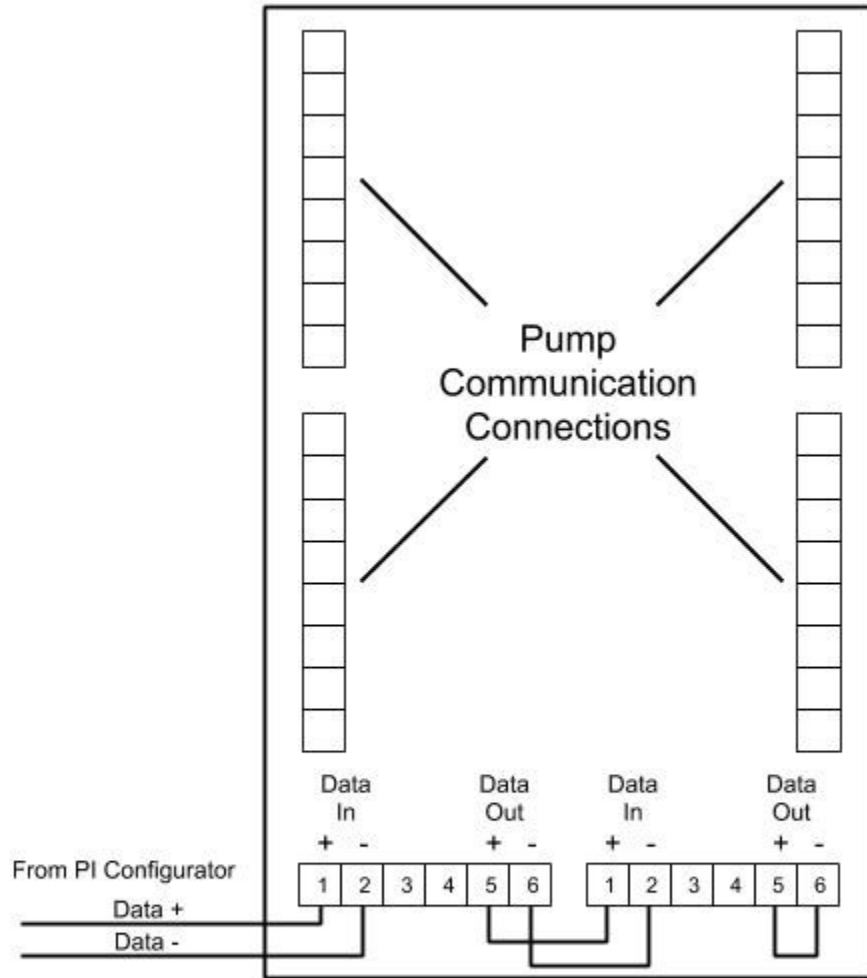 Pump
Communication
Connections
Data Data Data Data
In Out In Out
+ - + - + - + -
From PI Configurator
1 2 3 4 5 6 1 2 3 4 5 6
Data +
Data -